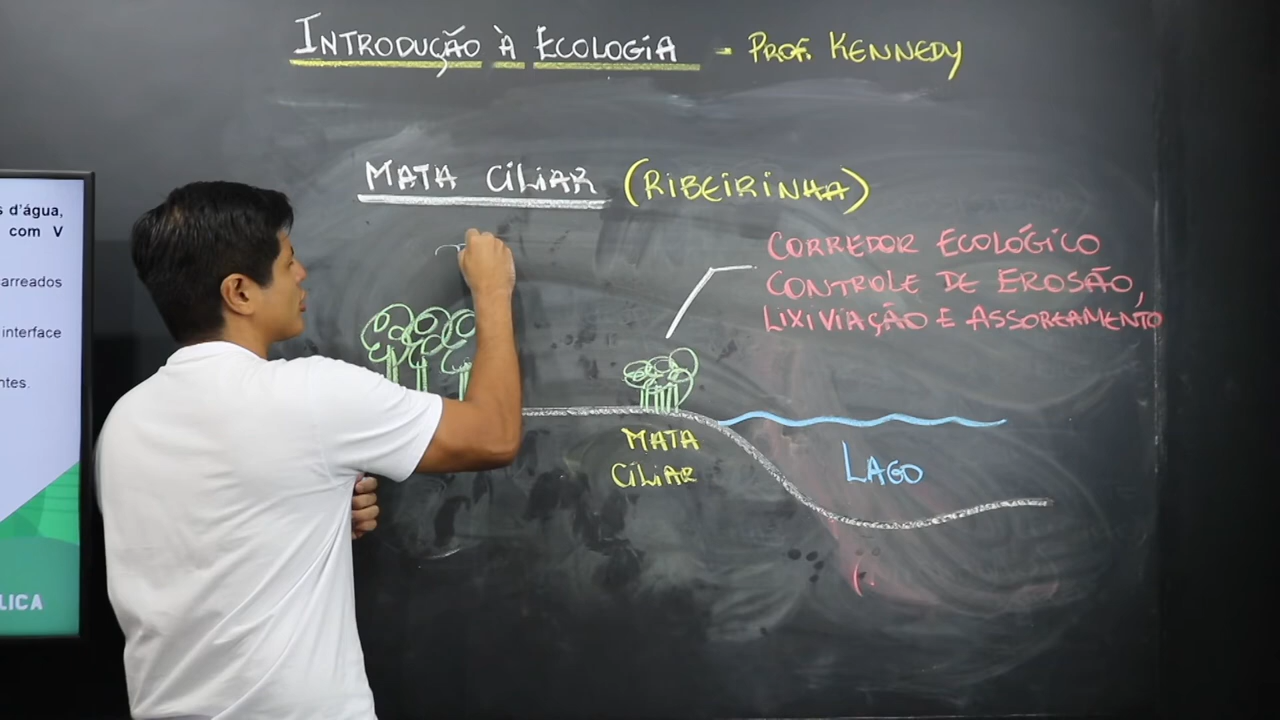 INTRODUÇÃO À ECOLOGIA - PROF. KENNEDY
MATA CILIAR (RIBEIRINHA)
CORREDOR ECOLÓGICO
CONTROLE DE EROSÃO,
LIXIVIAÇÃO E ASSOREAMENTO
MATA
CILIAR
LAGO
s d'água,
com V
arreados
interface
ntes.
LICA